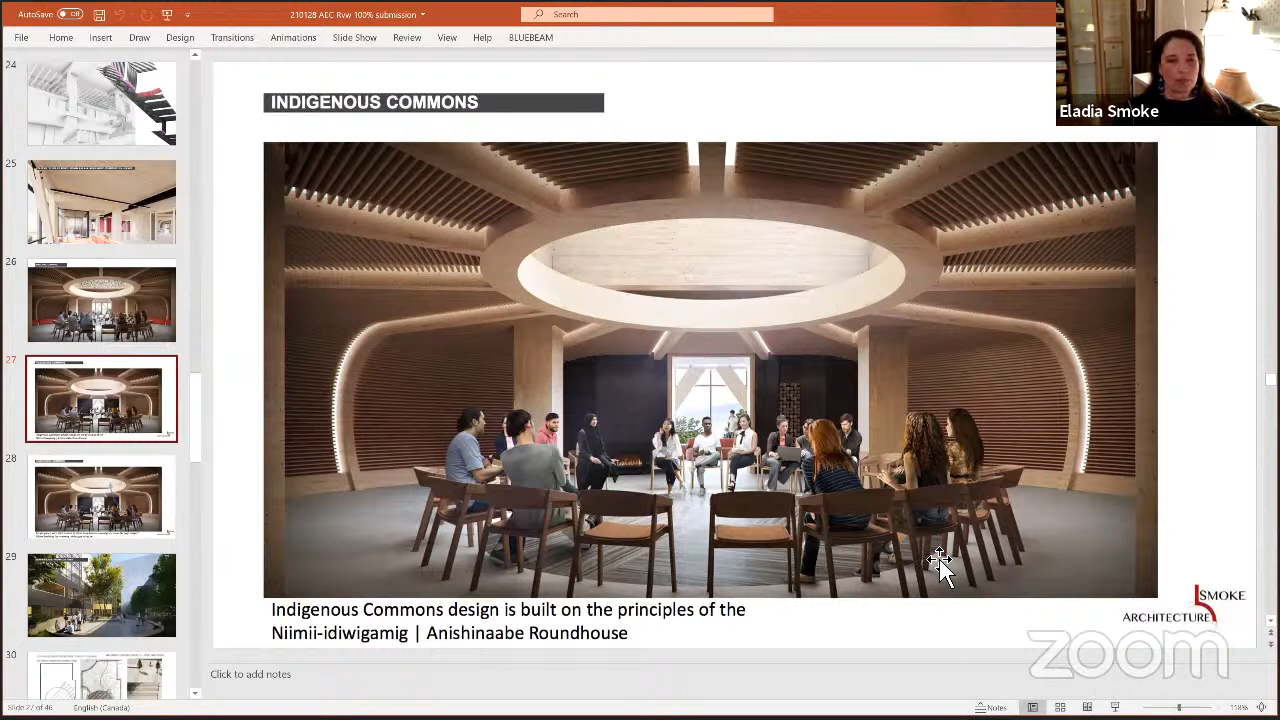 AutoSave Off
210128 AEC Rvw 100% submission
Search
File Home Insert Draw Design Transitions Animations Slide Show Review View Help BLUEBEAM
Eladia Smoke
24
25
26
27
28
29
30
INDIGENOUS COMMONS
Indigenous Commons design is built on the principles of the
Niimii-idiwigamig | Anishinaabe Roundhouse
SMOKE
ARCHITECTURE
zoom
Click to add notes
Slide 27 of 46 English (Canada) Notes 118%